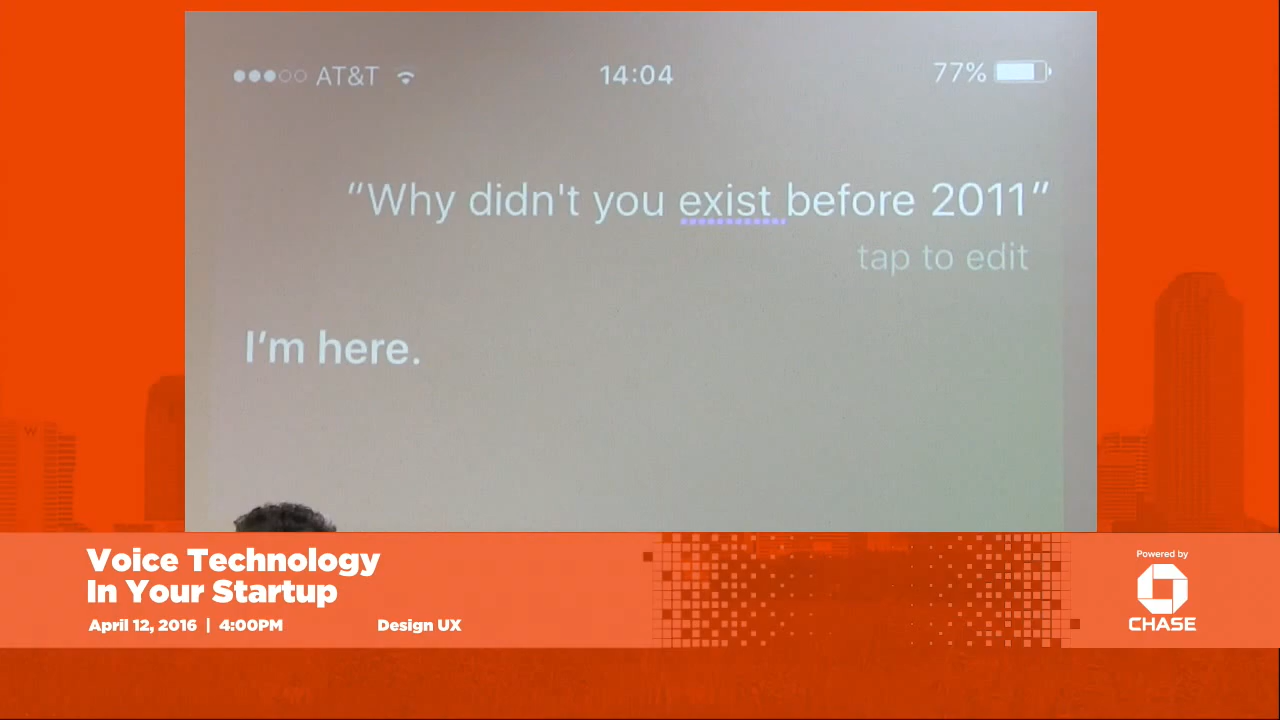 AT&T 14:04 77%
“Why didn't you exist before 2011”
tap to edit
I’m here.
Voice Technology
In Your Startup
April 12, 2016 | 4:00PM Design UX
Powered by
CHASE
W